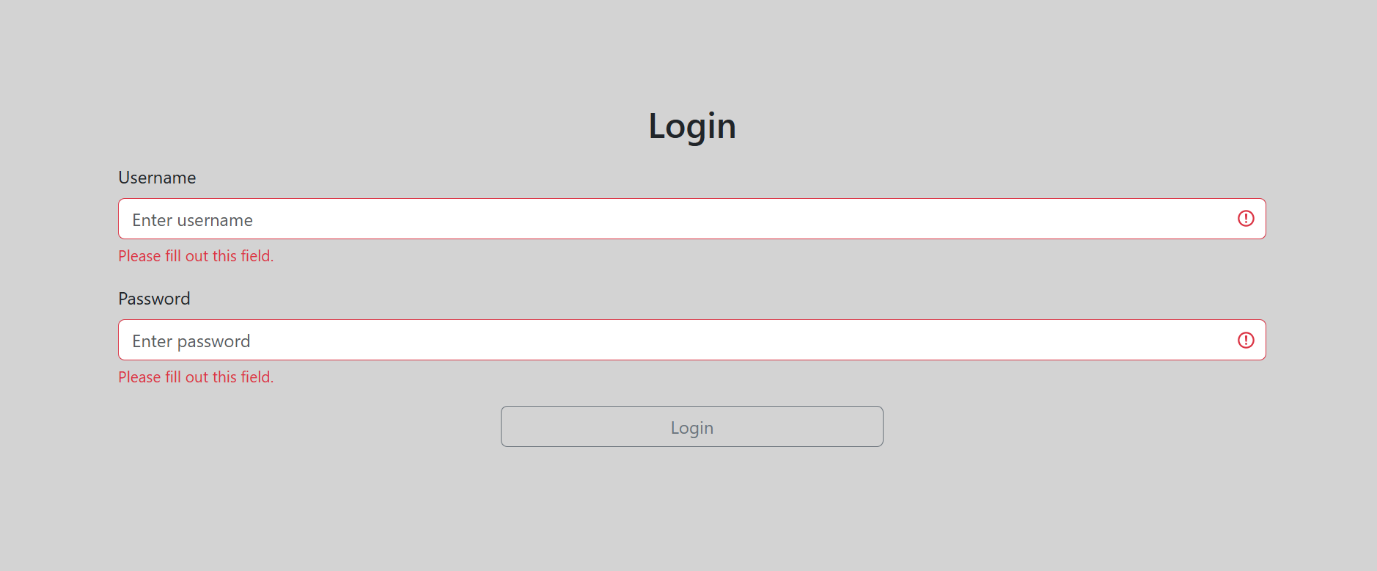 Login
Username
Enter username
Please fill out this field.
Password
Enter password
Please fill out this field.
Login